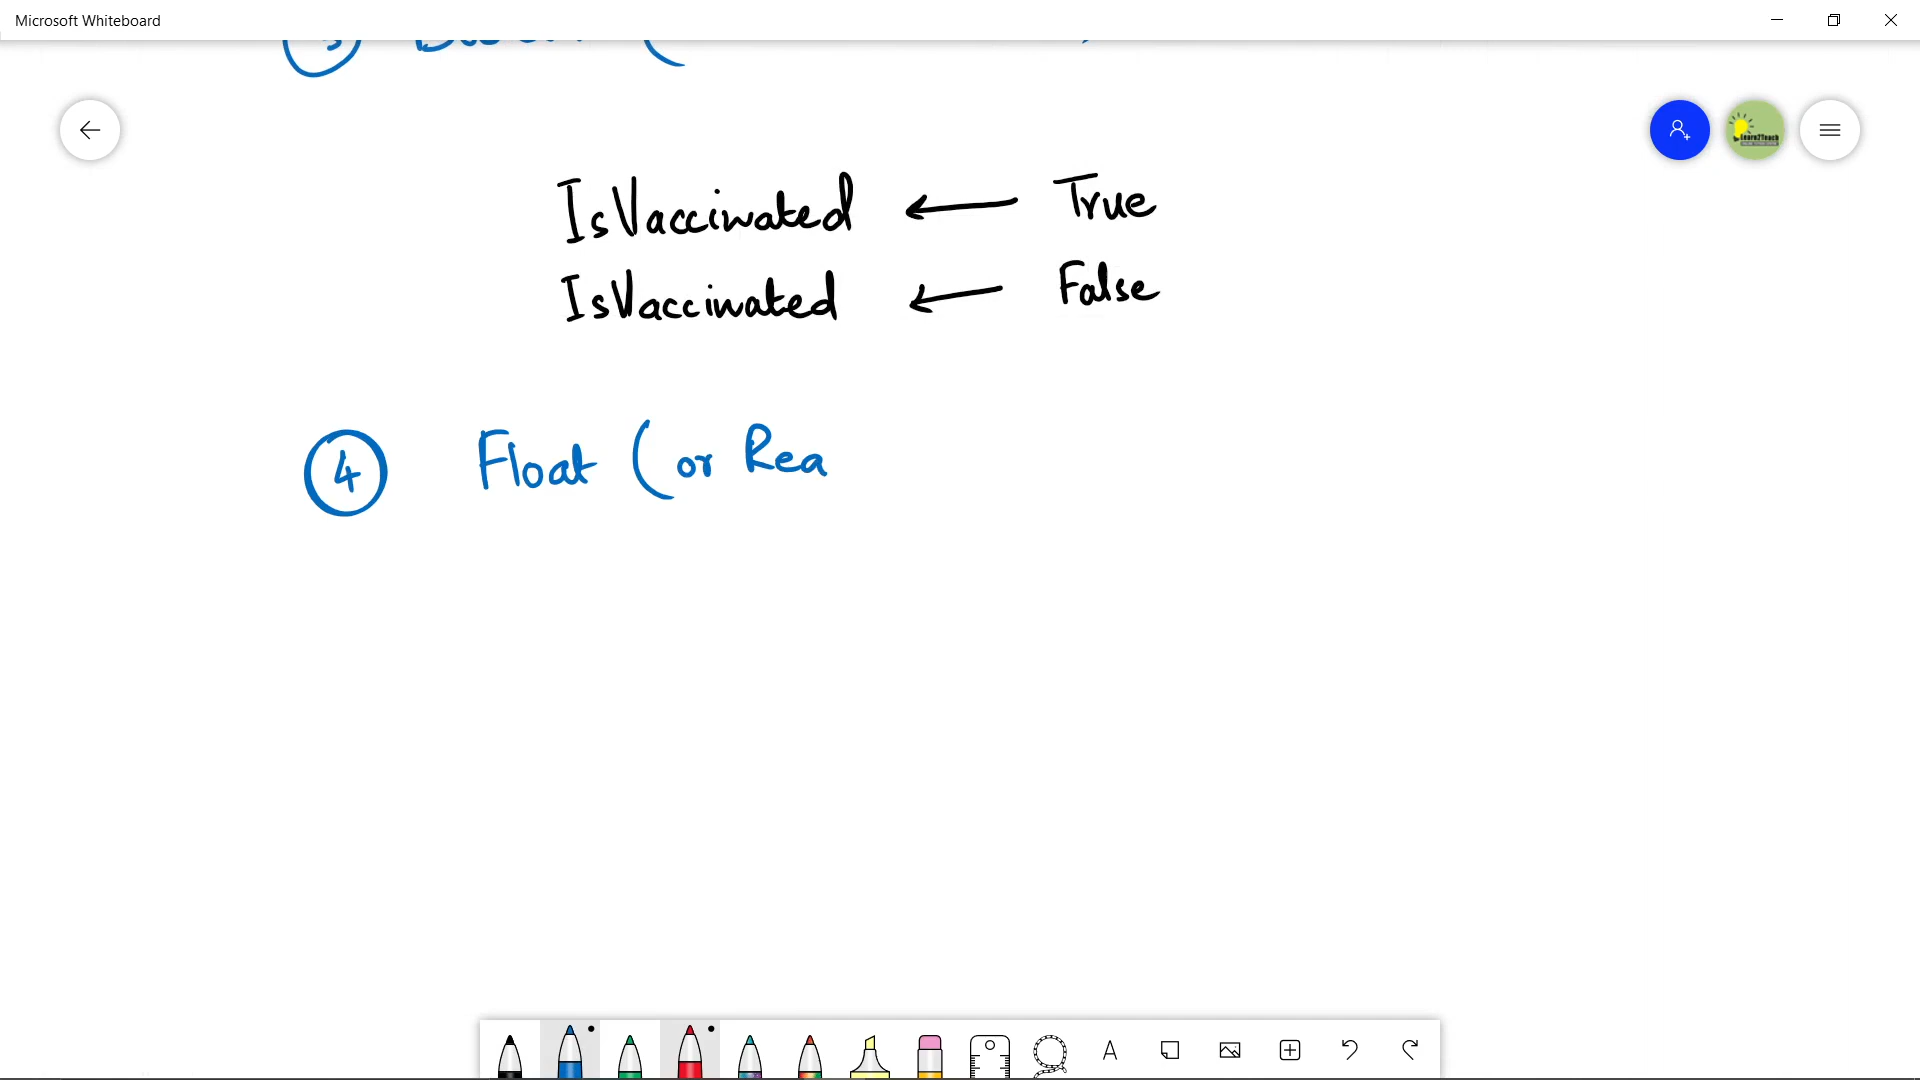 Microsoft Whiteboard
IsVaccinated ← True
IsVaccinated ← False
4 Float (or Rea